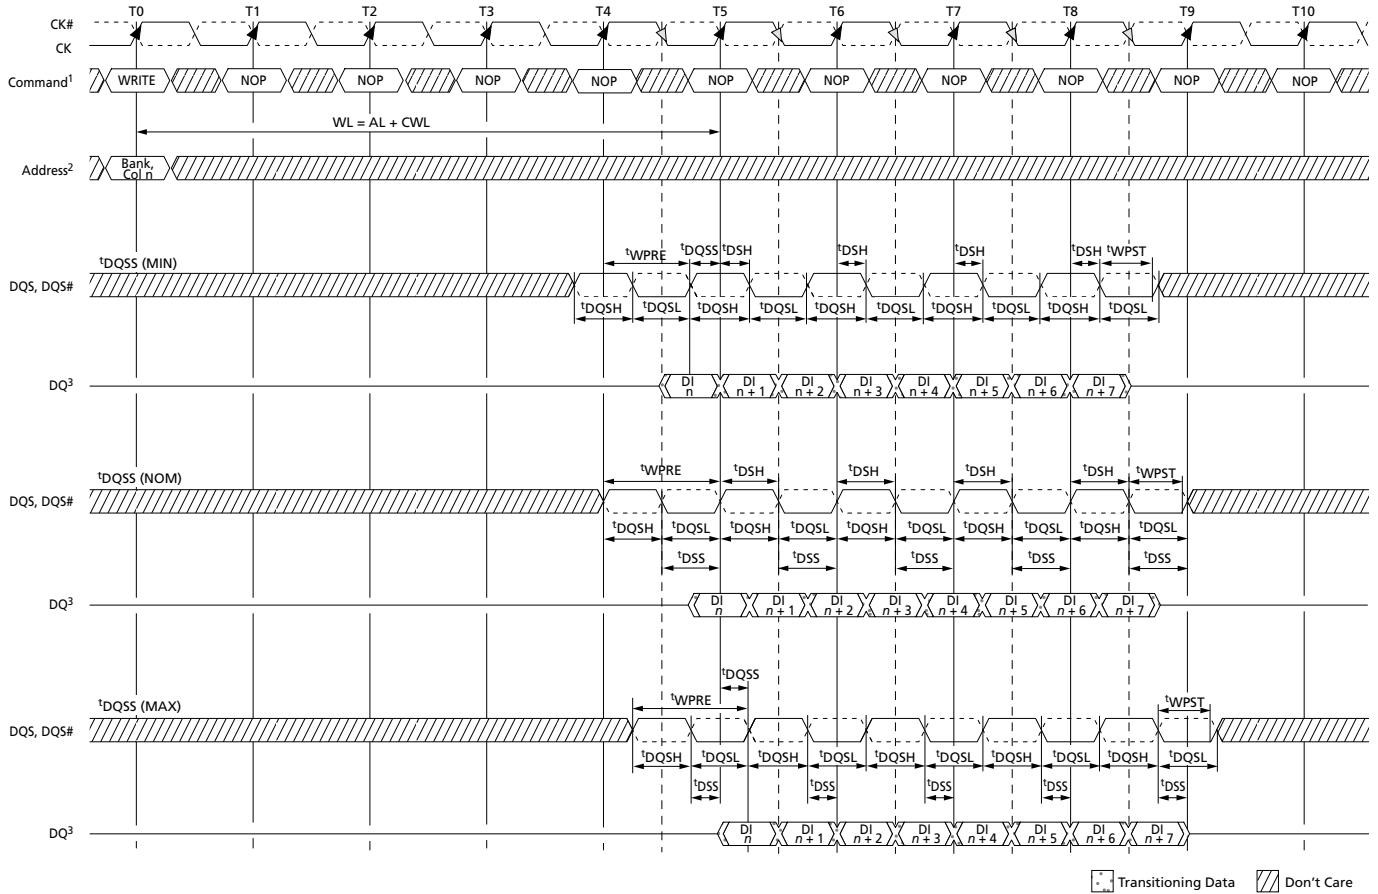 T0 T1 T2 T3 T4 T5 T6 T7 T8 T9 T10
CK#
CK
Command¹ WRITE NOP NOP NOP NOP NOP NOP NOP NOP NOP NOP
WL = AL + CWL
Address² Bank,
Col n
tDQSS (MIN) tWPRE tDQSS tDSH tDSH tDSH tDSH tWPST
DQS, DQS#
tDQSH tDQSL tDQSH tDQSL tDQSH tDQSL tDQSH tDQSL tDQSH tDQSL
DQ³ DI DI DI DI DI DI DI DI
n n + 1 n + 2 n + 3 n + 4 n + 5 n + 6 n + 7
tDQSS (NOM) tWPRE tDSH tDSH tDSH tDSH tWPST
DQS, DQS#
tDQSH tDQSL tDQSH tDQSL tDQSH tDQSL tDQSH tDQSL tDQSH tDQSL
tDSS tDSS tDSS tDSS tDSS
DQ³ DI DI DI DI DI DI DI DI
n n + 1 n + 2 n + 3 n + 4 n + 5 n + 6 n + 7
tDQSS
tDQSS (MAX) tWPRE tWPST
DQS, DQS#
tDQSH tDQSL tDQSH tDQSL tDQSH tDQSL tDQSH tDQSL tDQSH tDQSL
tDSS tDSS tDSS tDSS tDSS
DQ³ DI DI DI DI DI DI DI DI
n n + 1 n + 2 n + 3 n + 4 n + 5 n + 6 n + 7
Transitioning Data Don't Care